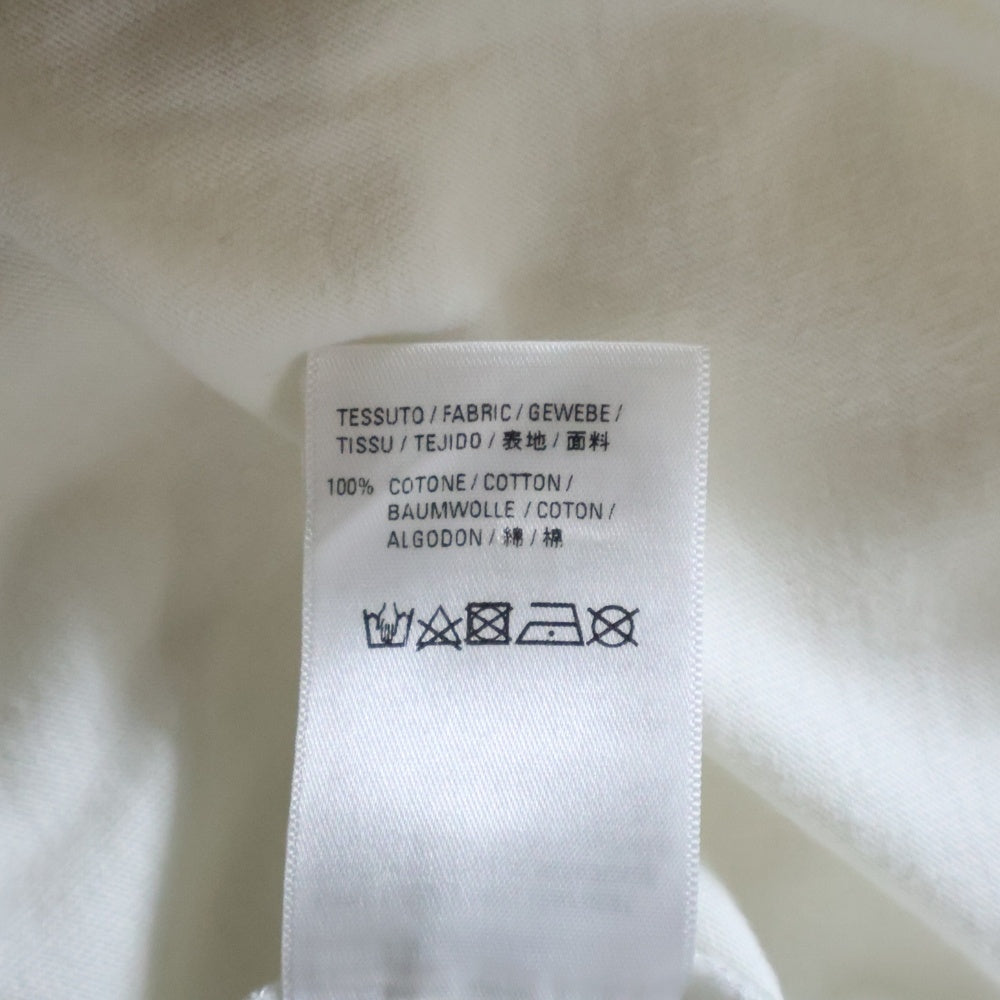 TESSUTO / FABRIC / GEWEBE /
TISSU / TEJIDO / 表地 / 面料
100% COTONE / COTTON /
BAUMWOLLE / COTON /
ALGODON / 綿 / 棉